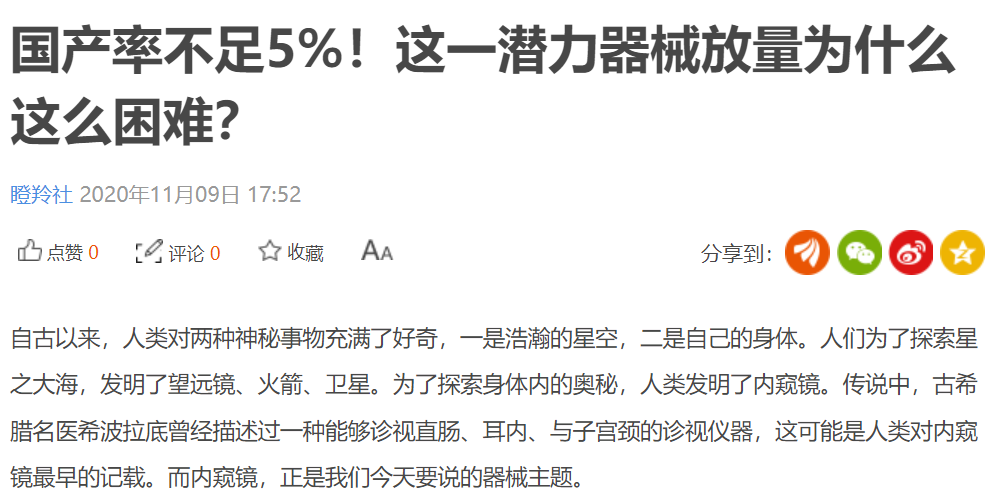 国产率不足5%！这一潜力器械放量为什么
这么困难？
瞪羚社 2020年11月09日 17:52
点赞 0 评论 0 收藏 AA 分享到：
自古以来，人类对两种神秘事物充满了好奇，一是浩瀚的星空，二是自己的身体。人们为了探索星
之大海，发明了望远镜、火箭、卫星。为了探索身体内的奥秘，人类发明了内窥镜。传说中，古希
腊名医希波拉底曾经描述过一种能够诊视直肠、耳内、与子宫颈的诊视仪器，这可能是人类对内窥
镜最早的记载。而内窥镜，正是我们今天要说的器械主题。